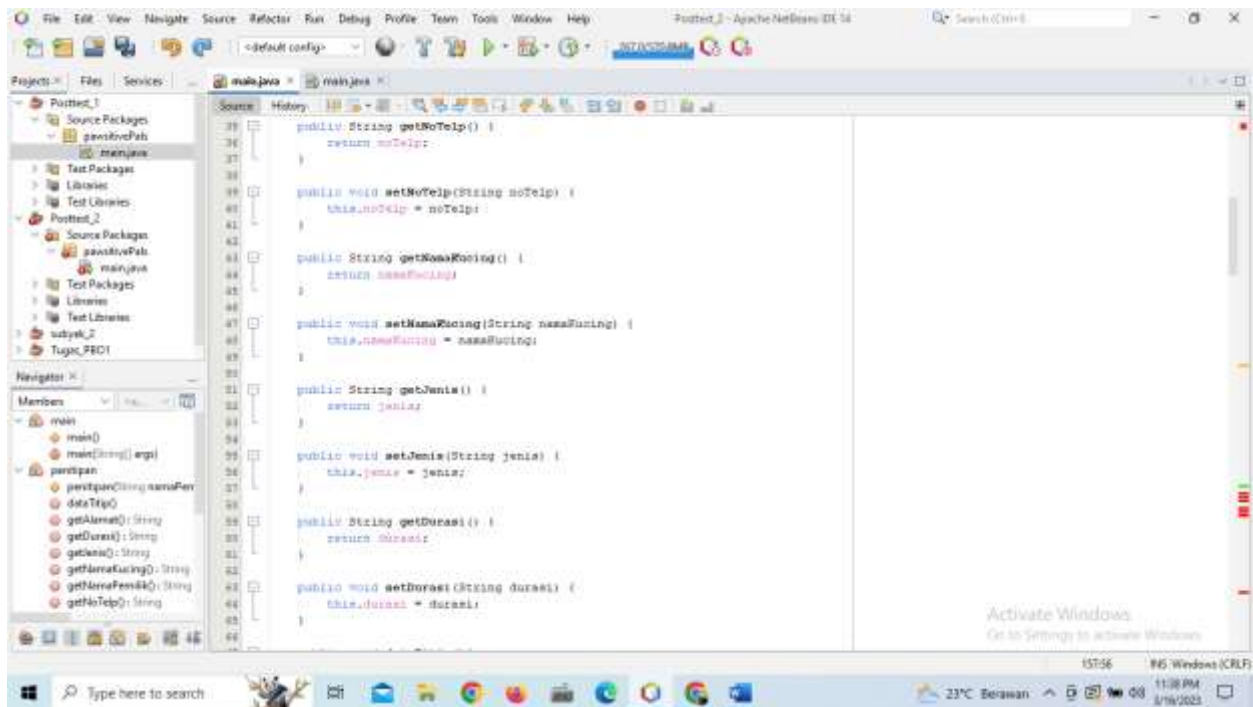 File Edit View Navigate Source Refactor Run Debug Profile Team Tools Window Help
Posttest_2 - Apache NetBeans IDE 14
Search (Ctrl+I)
<default config>
Projects Files Services
main.java
main.java
Source History
Posttest_1
Source Packages
pawsitivePals
main.java
Test Packages
Libraries
Test Libraries
Posttest_2
Source Packages
pawsitivePals
main.java
Test Packages
Libraries
Test Libraries
subyek_2
Tugas_PBO1
Navigator
Members
main
main()
main(String[] args)
penitipan
penitipan(String namaPem
dataTitip()
getAlamat() : String
getDurasi() : String
getJenis() : String
getNamaKucing() : String
getNamaPemilik() : String
getNoTelp() : String
35 public String getNoTelp() {
36 return noTelp;
37 }
38
39 public void setNoTelp(String noTelp) {
40 this.noTelp = noTelp;
41 }
42
43 public String getNamaKucing() {
44 return namaKucing;
45 }
46
47 public void setNamaKucing(String namaKucing) {
48 this.namaKucing = namaKucing;
49 }
50
51 public String getJenis() {
52 return jenis;
53 }
54
55 public void setJenis(String jenis) {
56 this.jenis = jenis;
57 }
58
59 public String getDurasi() {
60 return durasi;
61 }
62
63 public void setDurasi(String durasi) {
64 this.durasi = durasi;
65 }
66
Activate Windows
Go to Settings to activate Windows.
157:56 INS Windows (CRLF)
Type here to search
23°C Berawan
11:38 PM
3/16/2023